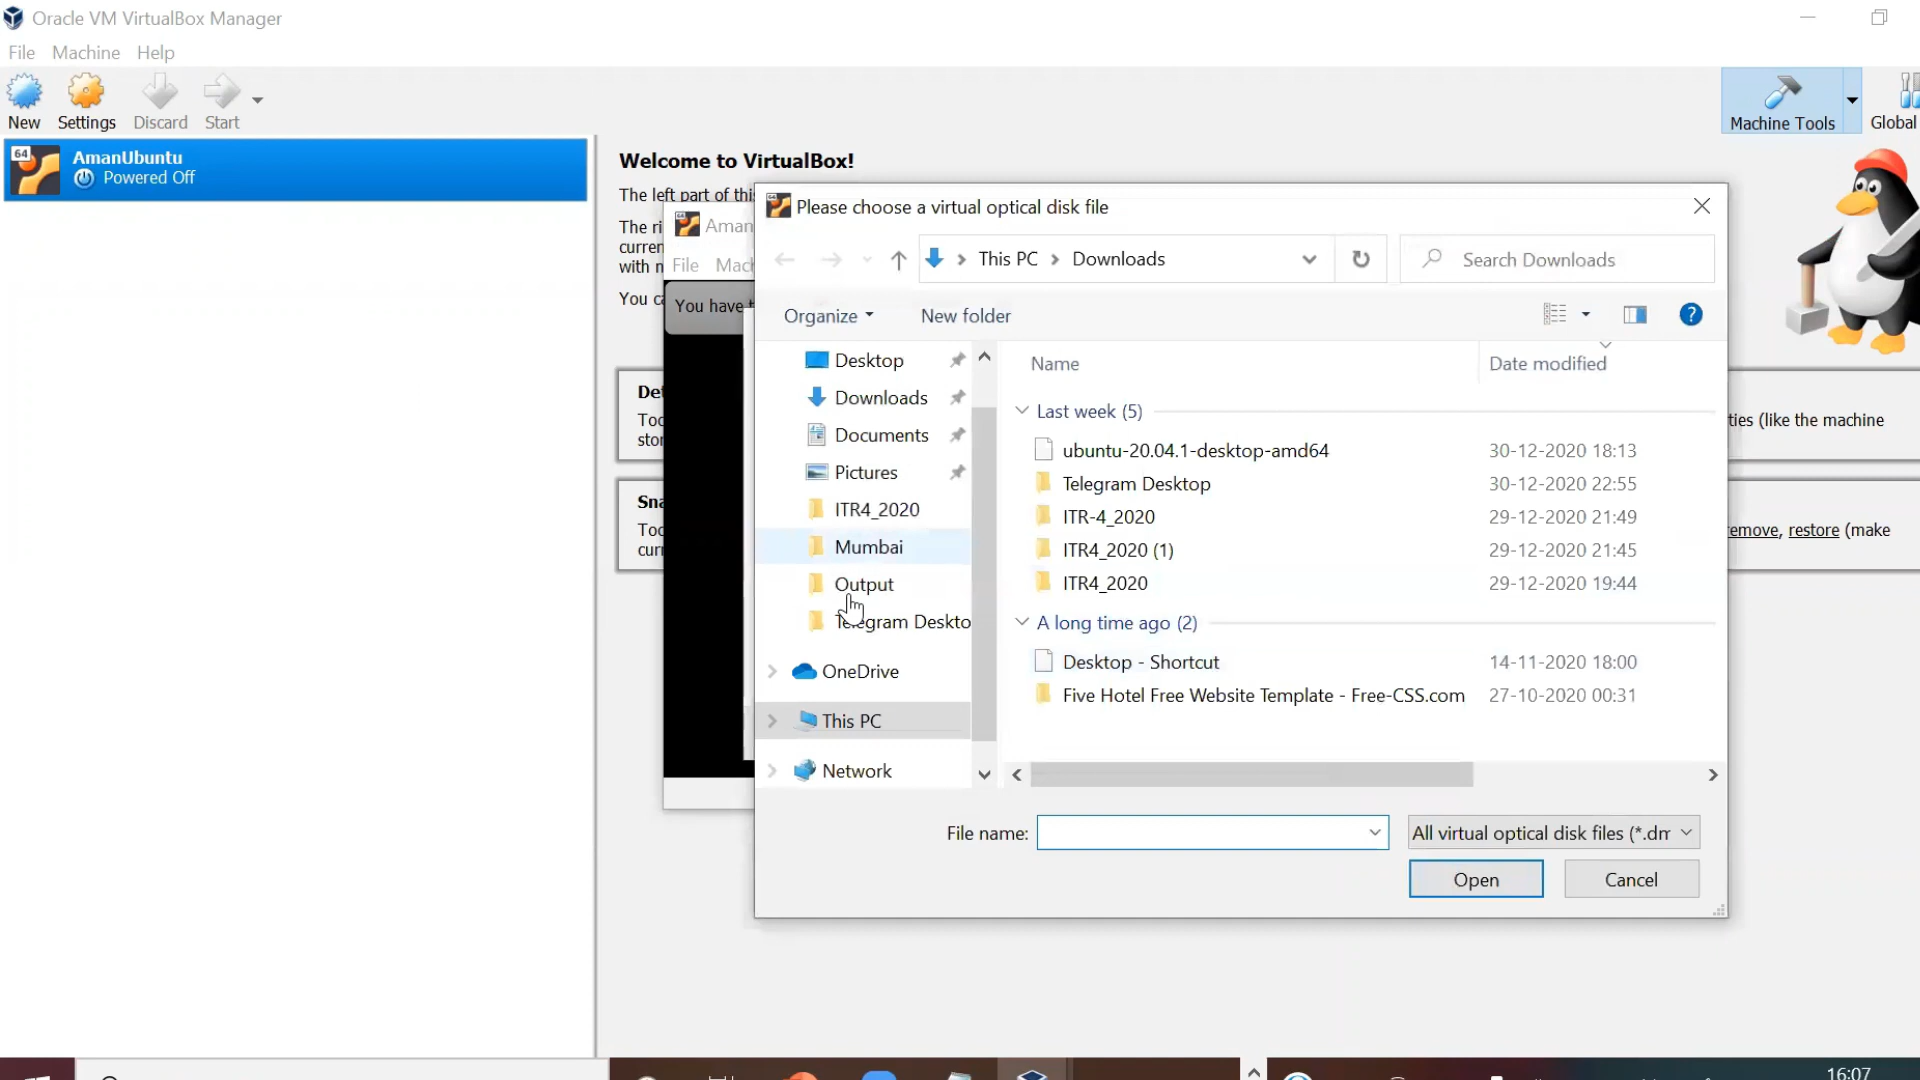 Oracle VM VirtualBox Manager
File Machine Help
New Settings Discard Start
Machine Tools Global
64 AmanUbuntu
Powered Off
Welcome to VirtualBox!
The left part of this
The ri
curren
with n
You ca
Det
Too
stor
Sna
Too
curr
ties (like the machine
remove, restore (make
Aman
File Mach
You have t
Please choose a virtual optical disk file
This PC Downloads
Search Downloads
Organize New folder
Desktop
Downloads
Documents
Pictures
ITR4_2020
Mumbai
Output
Telegram Deskto
OneDrive
This PC
Network
Name Date modified
Last week (5)
ubuntu-20.04.1-desktop-amd64 30-12-2020 18:13
Telegram Desktop 30-12-2020 22:55
ITR-4_2020 29-12-2020 21:49
ITR4_2020 (1) 29-12-2020 21:45
ITR4_2020 29-12-2020 19:44
A long time ago (2)
Desktop - Shortcut 14-11-2020 18:00
Five Hotel Free Website Template - Free-CSS.com 27-10-2020 00:31
File name:
All virtual optical disk files (*.dm
Open Cancel
16:07